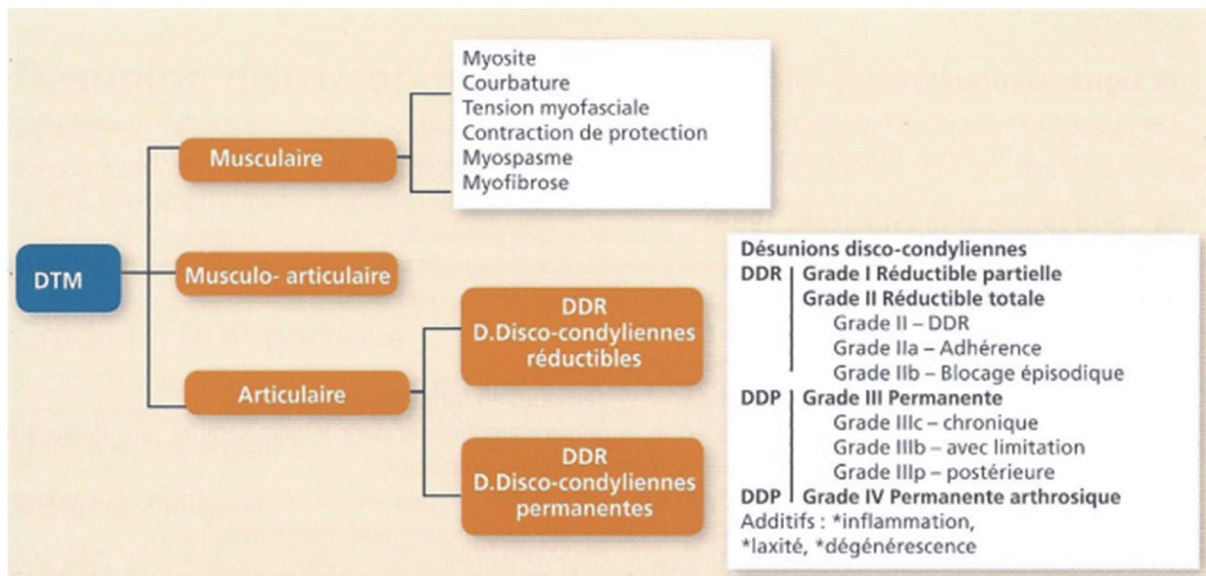 Myosite
Courbature
Tension myofasciale
Contraction de protection
Myospasme
Myofibrose
Musculaire
DTM
Musculo- articulaire
Articulaire
DDR
D.Disco-condyliennes
réductibles
DDR
D.Disco-condyliennes
permanentes
Désunions disco-condyliennes
DDR Grade I Réductible partielle
Grade II Réductible totale
Grade II – DDR
Grade IIa – Adhérence
Grade IIb – Blocage épisodique
DDP Grade III Permanente
Grade IIIc – chronique
Grade IIIb – avec limitation
Grade IIIp – postérieure
DDP Grade IV Permanente arthrosique
Additifs : *inflammation,
*laxité, *dégénérescence